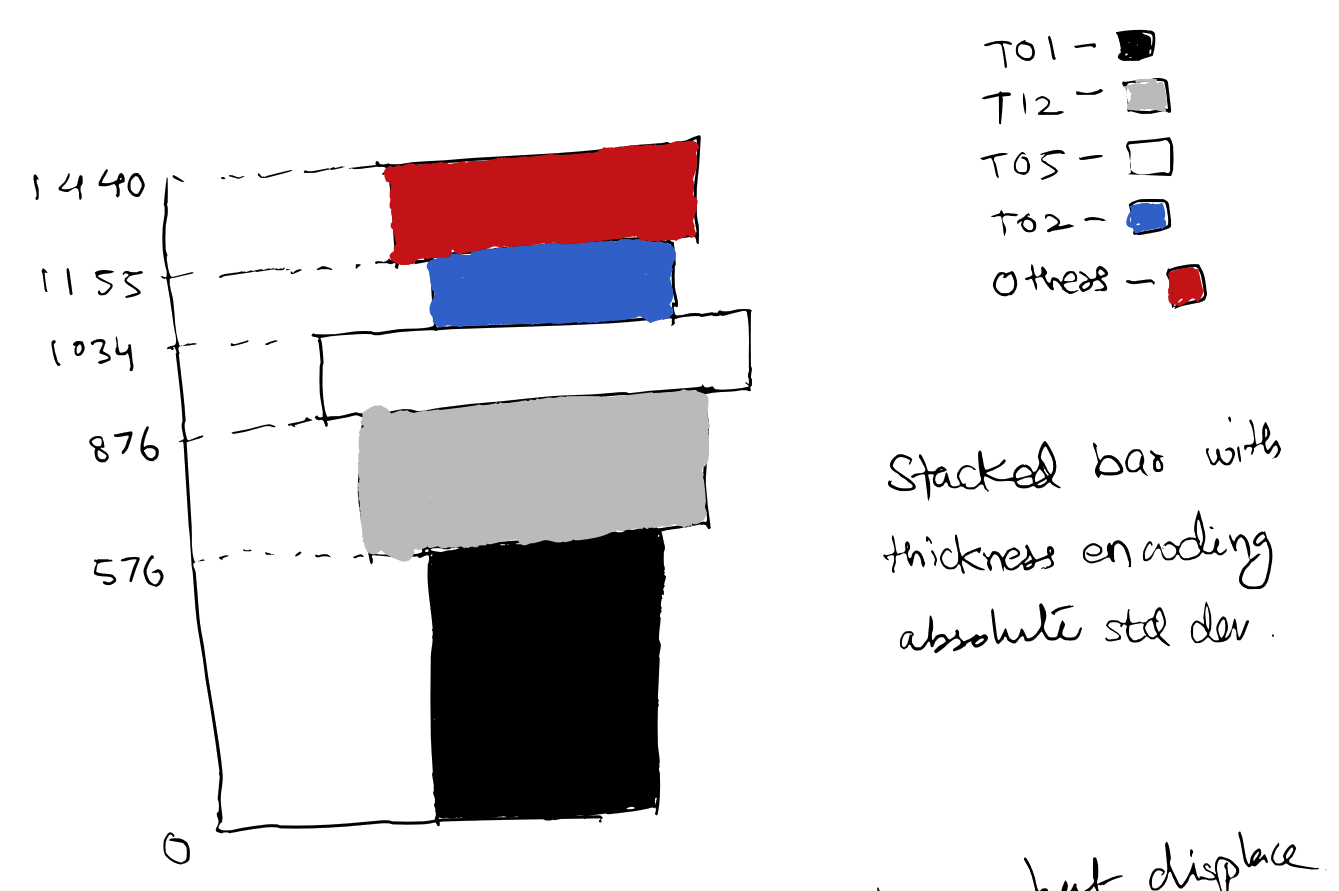 T01 -
T12 -
T05 -
T02 -
Others -
1440
1155
1034
876
576
0
Stacked bar with
thickness encoding
absolute std dev.
but displace